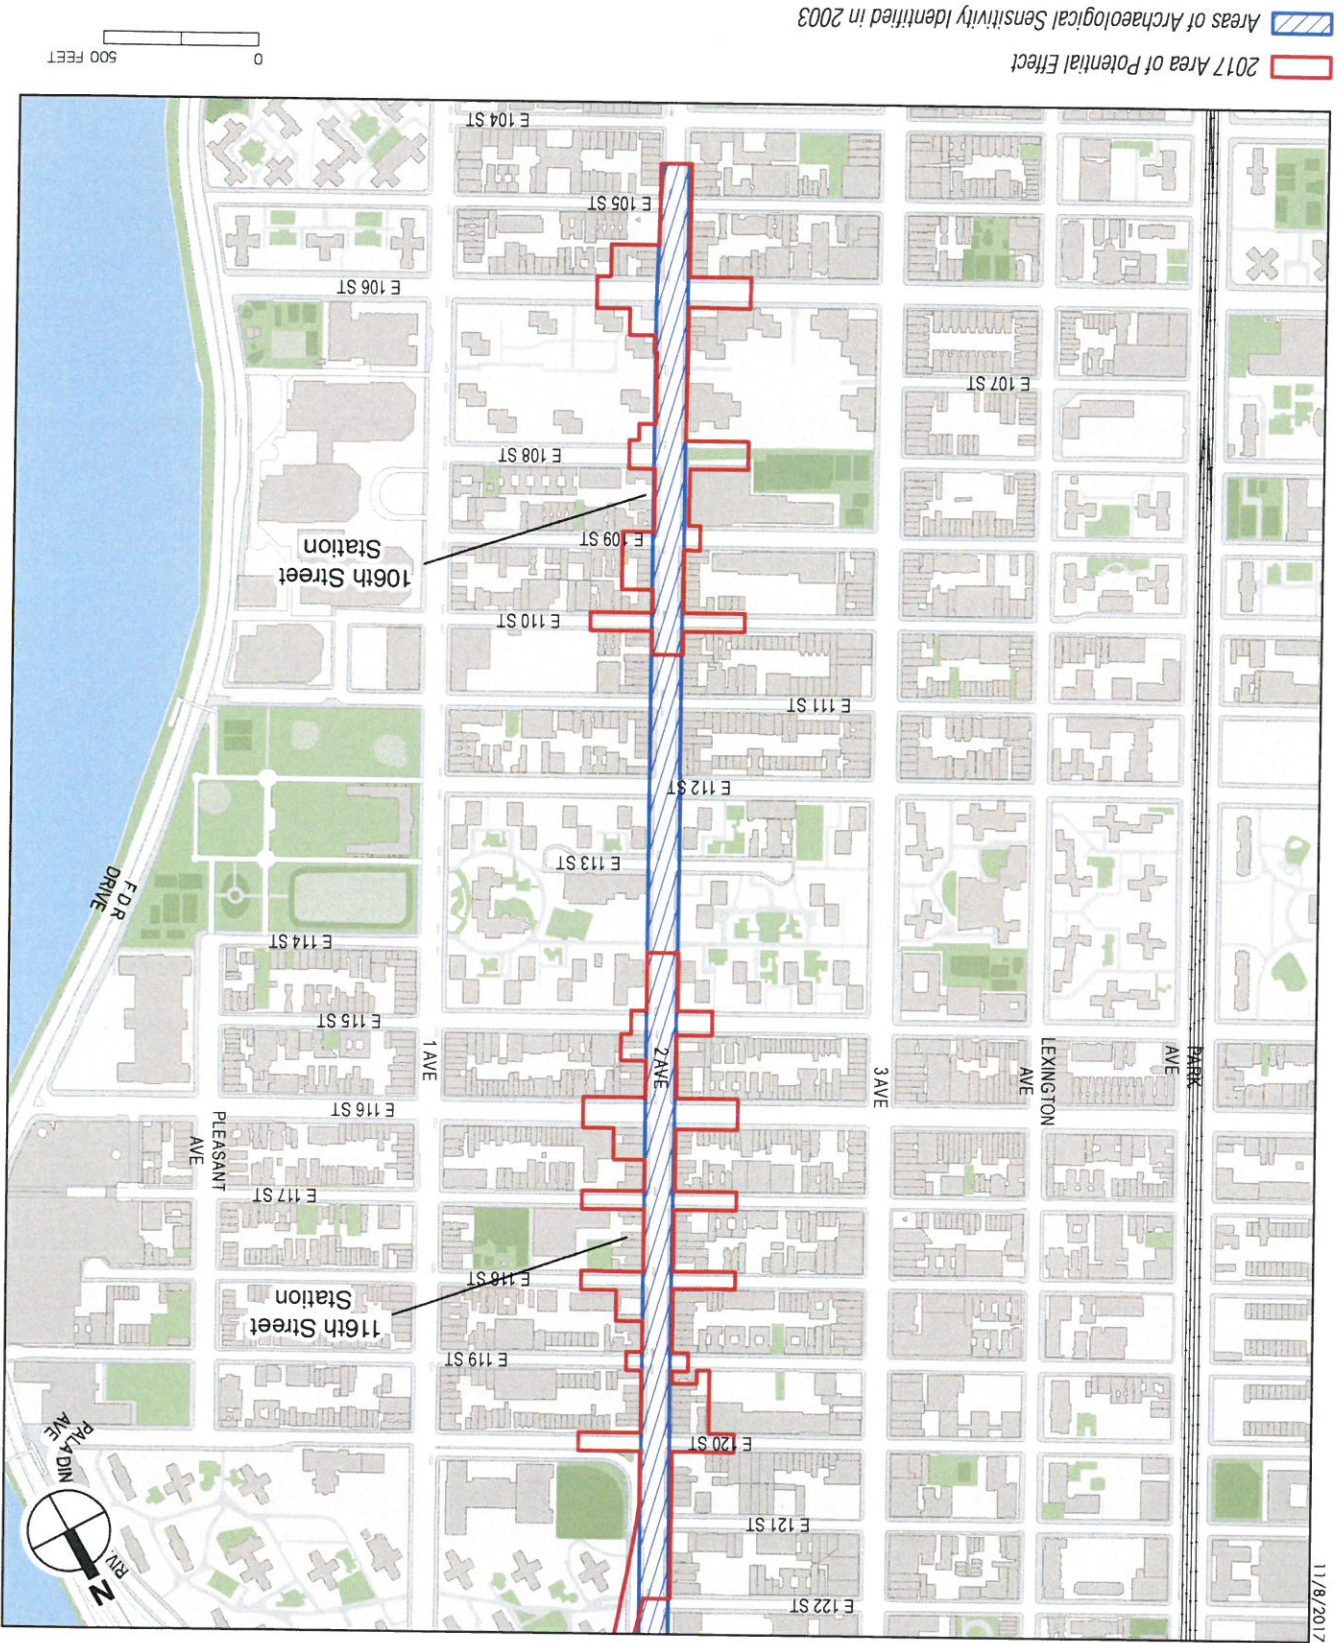 11/8/2017
N
RIV.
PALADIN
AVE
E 122 ST
E 121 ST
E 120 ST
E 119 ST
116th Street
Station
E 118 ST
E 117 ST
PLEASANT
AVE
E 116 ST
1 AVE
2 AVE
3 AVE
LEXINGTON
AVE
PARK
AVE
E 115 ST
E 114 ST
F D R
DRIVE
E 113 ST
E 112 ST
E 111 ST
E 110 ST
106th Street
Station
E 109 ST
E 108 ST
E 107 ST
E 106 ST
E 105 ST
E 104 ST
2017 Area of Potential Effect
Areas of Archaeological Sensitivity Identified in 2003
0 500 FEET